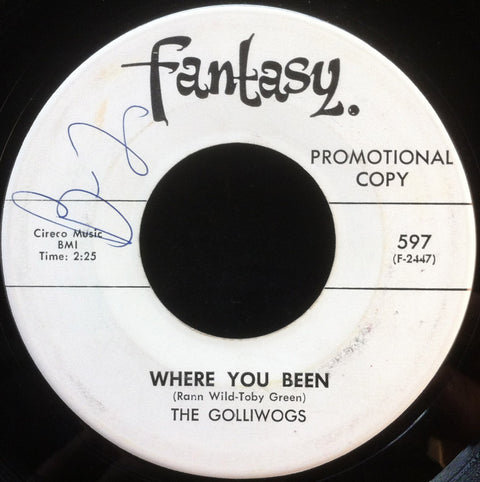 fantasy.
PROMOTIONAL
COPY
Cireco Music
BMI
Time: 2:25
597
(F-2447)
WHERE YOU BEEN
(Rann Wild-Toby Green)
THE GOLLIWOGS